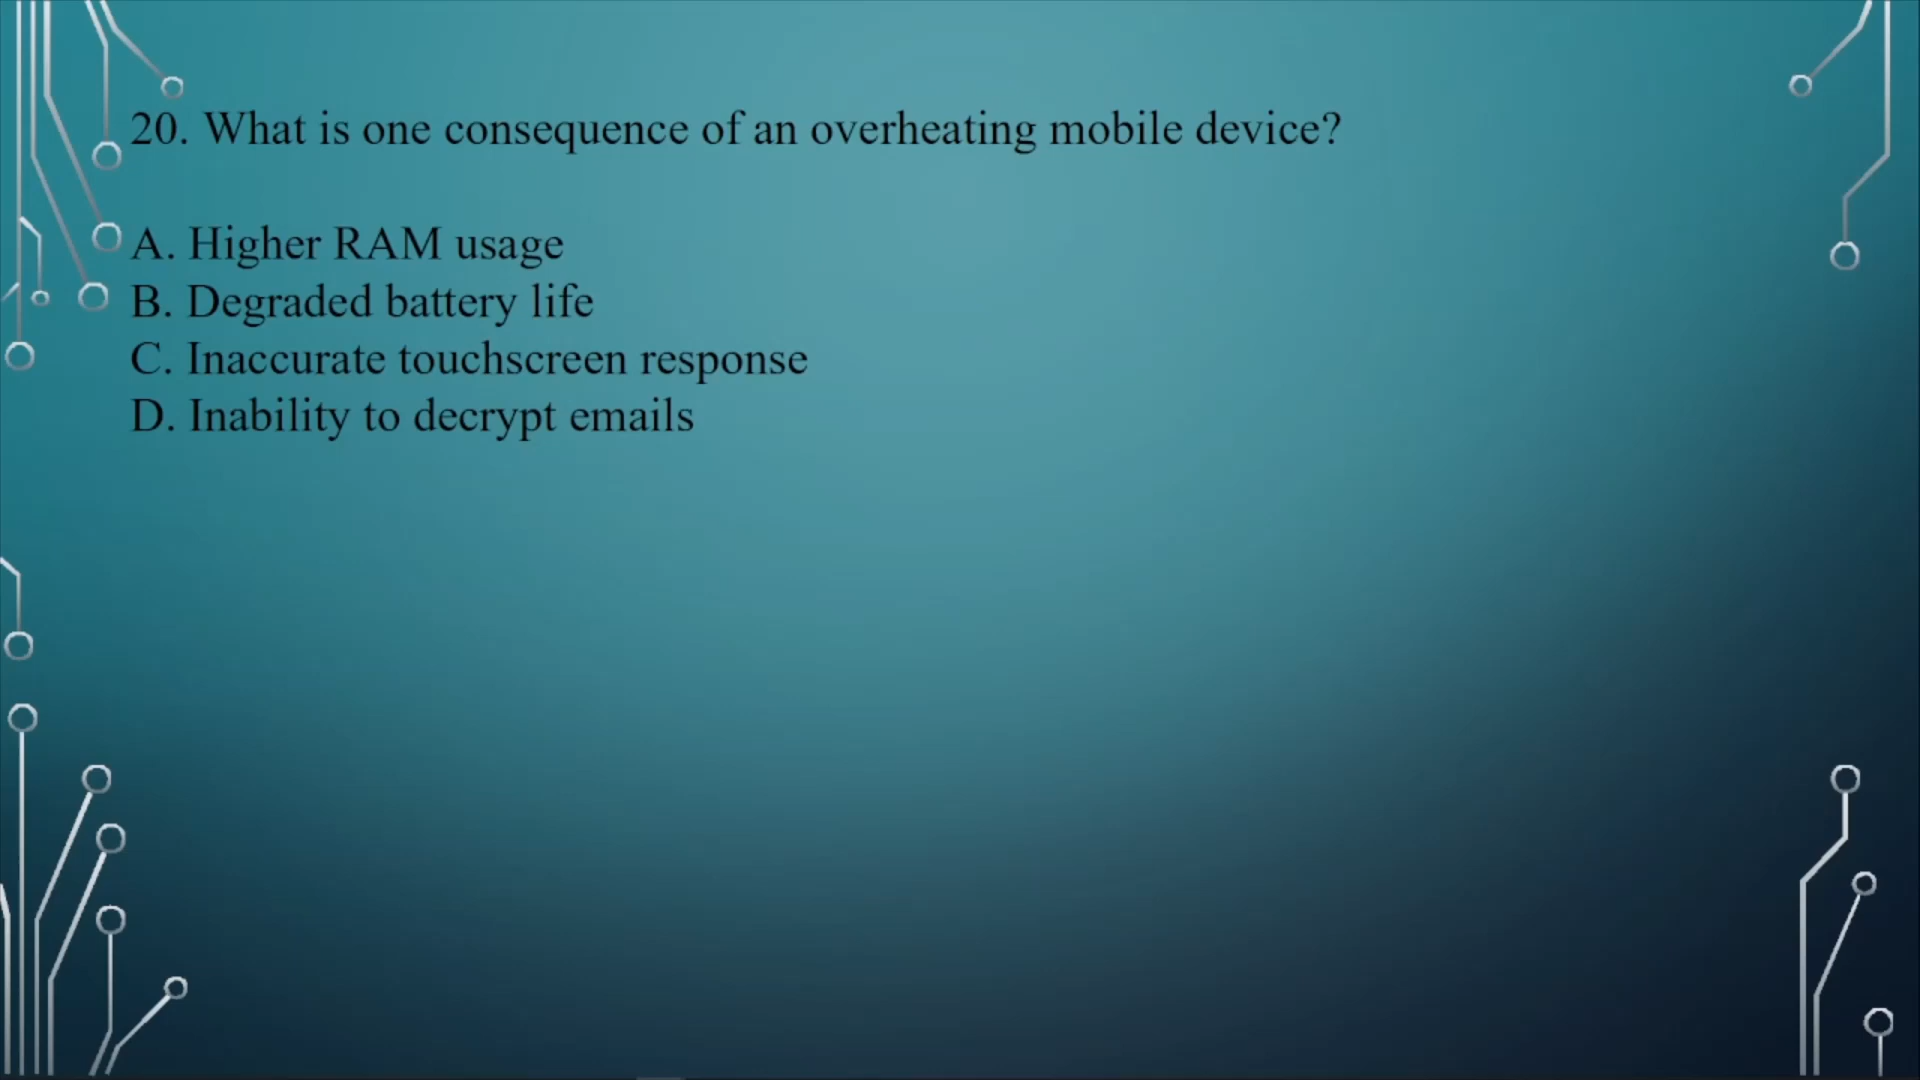 20. What is one consequence of an overheating mobile device?
A. Higher RAM usage
B. Degraded battery life
C. Inaccurate touchscreen response
D. Inability to decrypt emails